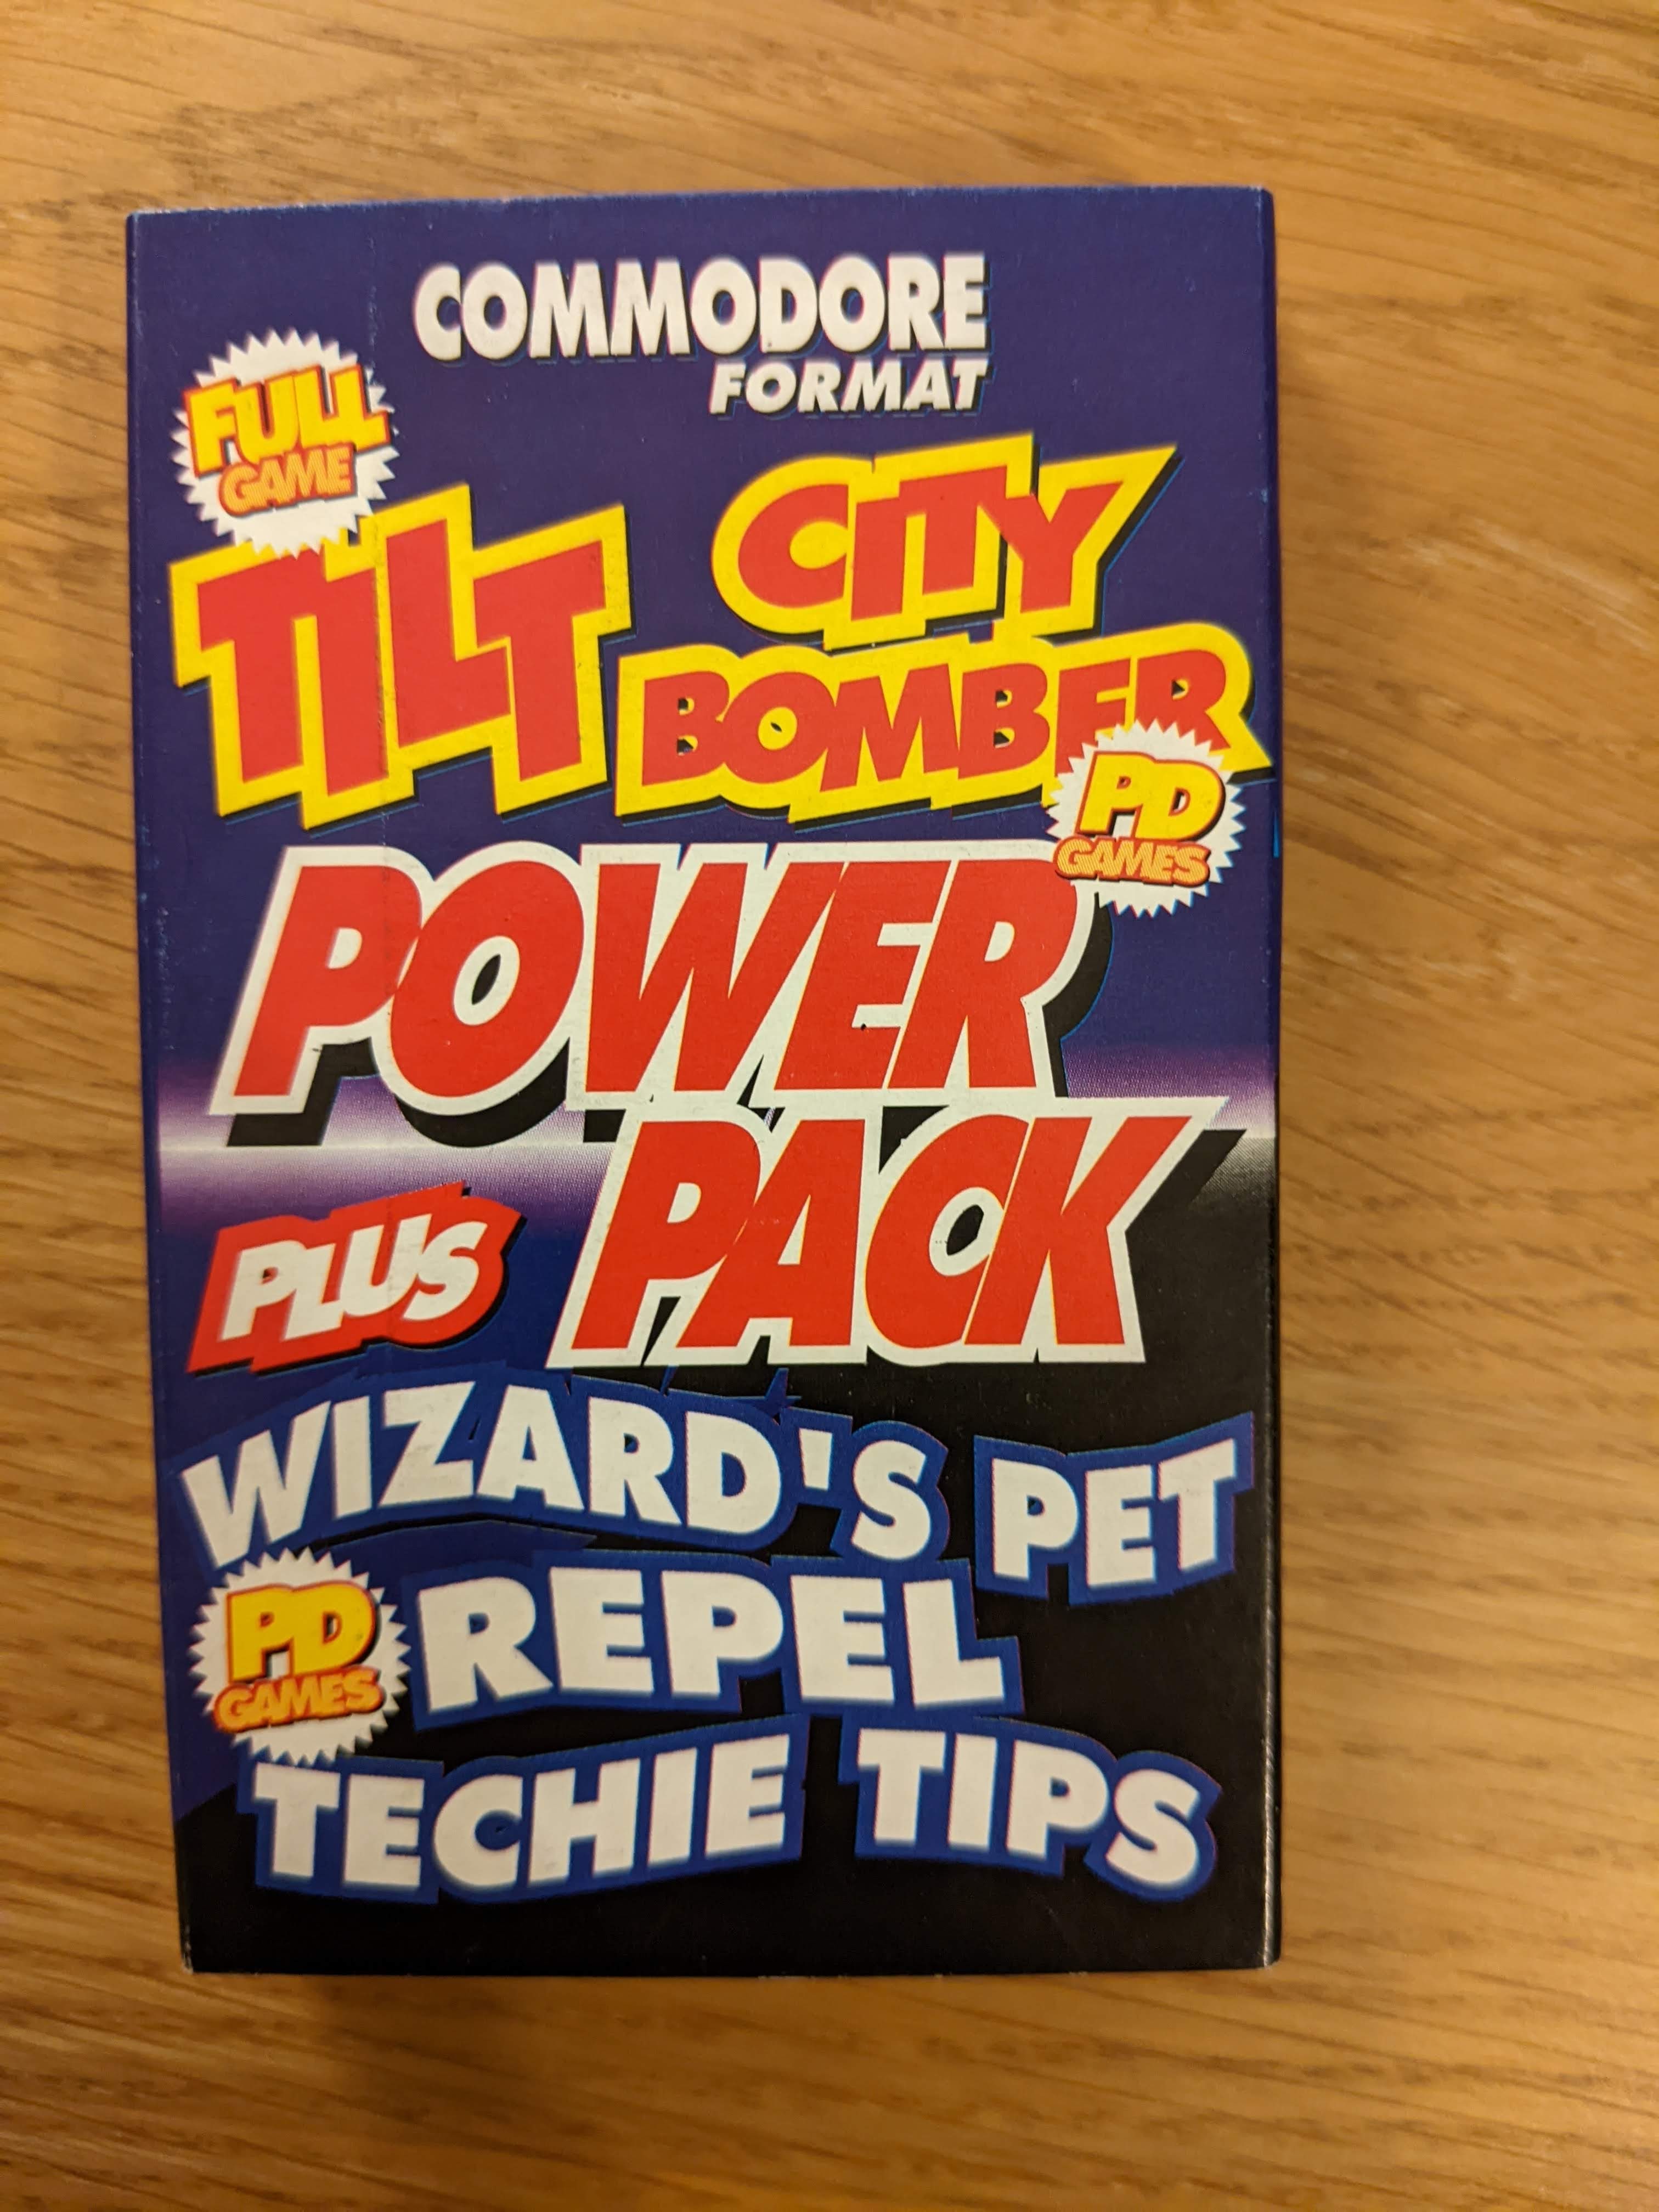 COMMODORE
FORMAT
FULL
GAME
TILT
CITY
BOMBER
PD
GAMES
POWER
PACK
PLUS
WIZARD'S PET
PD
GAMES
REPEL
TECHIE TIPS